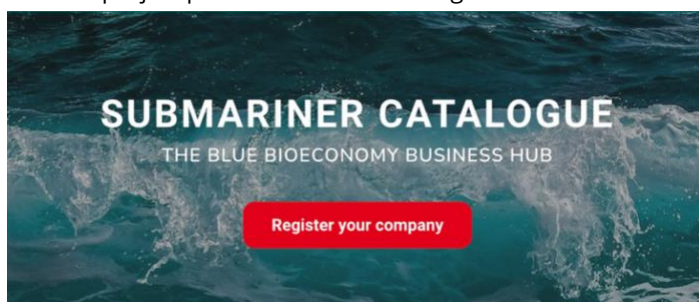 SUBMARINER CATALOGUE
THE BLUE BIOECONOMY BUSINESS HUB
Register your company